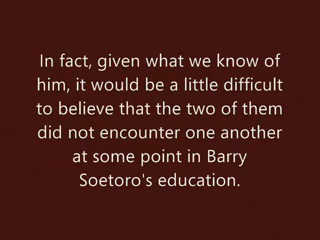 In fact, given what we know of
him, it would be a little difficult
to believe that the two of them
did not encounter one another
at some point in Barry
Soetoro's education.